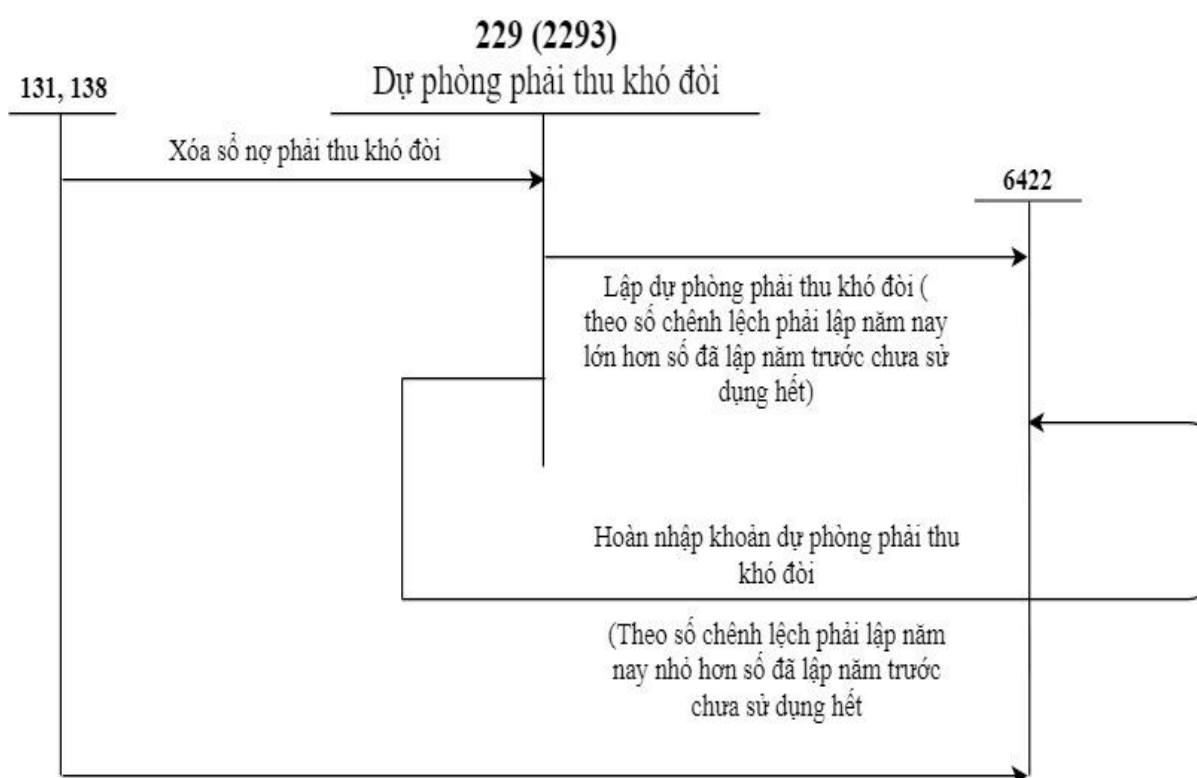 229 (2293)
Dự phòng phải thu khó đòi
131, 138
Xóa sổ nợ phải thu khó đòi
6422
Lập dự phòng phải thu khó đòi (
theo số chênh lệch phải lập năm nay
lớn hơn số đã lập năm trước chưa sử
dụng hết)
Hoàn nhập khoản dự phòng phải thu
khó đòi
(Theo số chênh lệch phải lập năm
nay nhỏ hơn số đã lập năm trước
chưa sử dụng hết